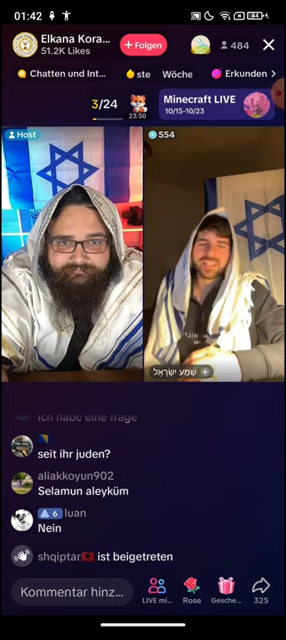 01:42
44
Elkana Kora...
51.2K Likes
+ Folgen
484
Chatten und Int...
ste
Woche
Erkunden
3/24
23:50
Minecraft LIVE
10/15-10/23
Host
554
שמע ישראל
Ich habe eine frage
seit ihr juden?
aliakkoyun902
Selamun aleyküm
6 luan
Nein
shqiptar🇦🇱 ist beigetreten
Kommentar hinz...
LIVE mi...
Rose
Gesche...
325